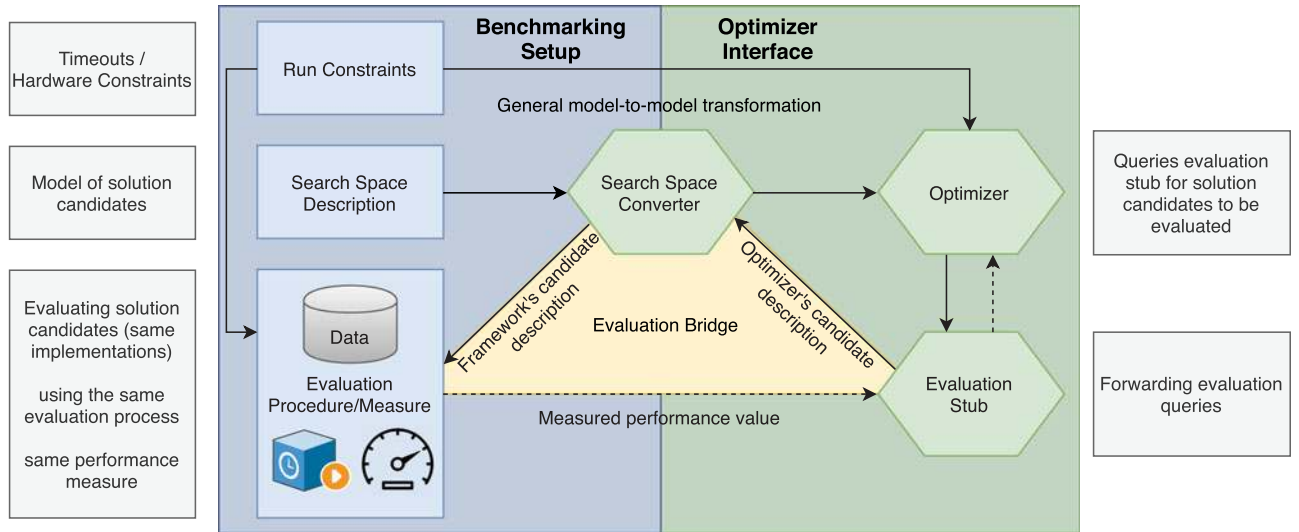 Timeouts /
Hardware Constraints
Model of solution
candidates
Evaluating solution
candidates (same
implementations)
using the same
evaluation process
same performance
measure
Benchmarking
Setup
Optimizer
Interface
Run Constraints
General model-to-model transformation
Search Space
Description
Search Space
Converter
Optimizer
Framework's candidate
description
Optimizer's candidate
description
Evaluation Bridge
Data
Evaluation
Procedure/Measure
Measured performance value
Evaluation
Stub
Queries evaluation
stub for solution
candidates to be
evaluated
Forwarding evaluation
queries